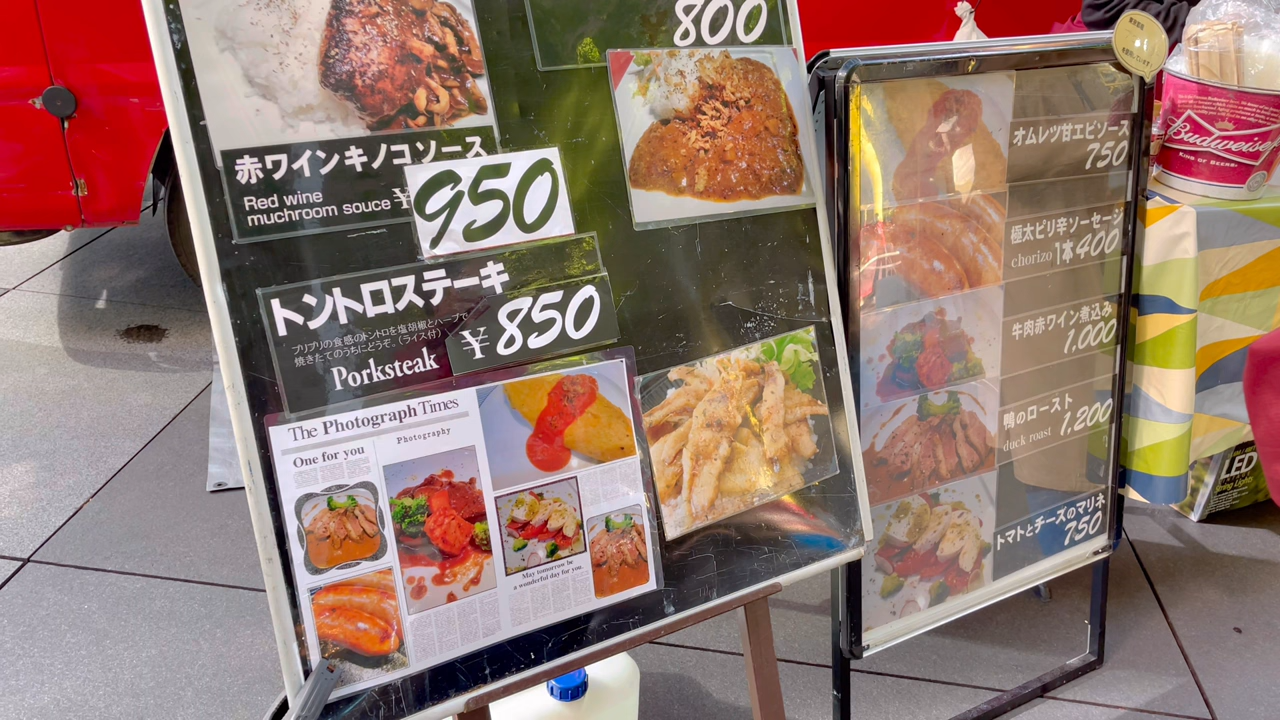 800
赤ワインキノコソース
Red wine
muchroom souce ¥
950
トントロステーキ
プリプリの食感のトントロを塩胡椒とハーブで
焼きたてのうちにどうぞ。(ライス付)
Porksteak
¥850
The Photograph Times
Photography
One for you
May tomorrow be
a wonderful day for you.
オムレツ甘エビソース
750
極太ピリ辛ソーセージ
chorizo 1本400
牛肉赤ワイン煮込み
1,000
鴨のロースト
duck roast 1,200
トマトとチーズのマリネ
750
Budweiser
KING OF BEERS
LED
String Lights